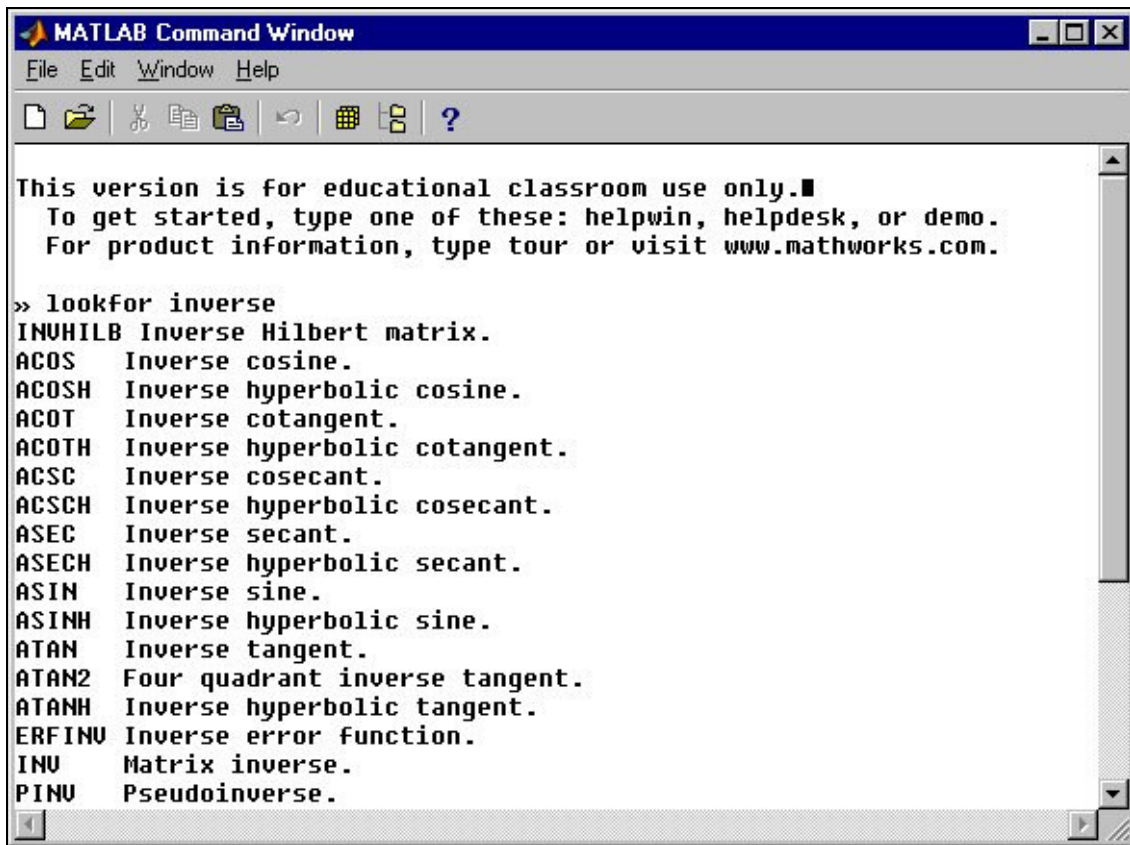 MATLAB Command Window
File Edit Window Help
?
This version is for educational classroom use only.
To get started, type one of these: helpwin, helpdesk, or demo.
For product information, type tour or visit www.mathworks.com.
» lookfor inverse
INVHILB Inverse Hilbert matrix.
ACOS Inverse cosine.
ACOSH Inverse hyperbolic cosine.
ACOT Inverse cotangent.
ACOTH Inverse hyperbolic cotangent.
ACSC Inverse cosecant.
ACSCH Inverse hyperbolic cosecant.
ASEC Inverse secant.
ASECH Inverse hyperbolic secant.
ASIN Inverse sine.
ASINH Inverse hyperbolic sine.
ATAN Inverse tangent.
ATAN2 Four quadrant inverse tangent.
ATANH Inverse hyperbolic tangent.
ERFINV Inverse error function.
INV Matrix inverse.
PINV Pseudoinverse.